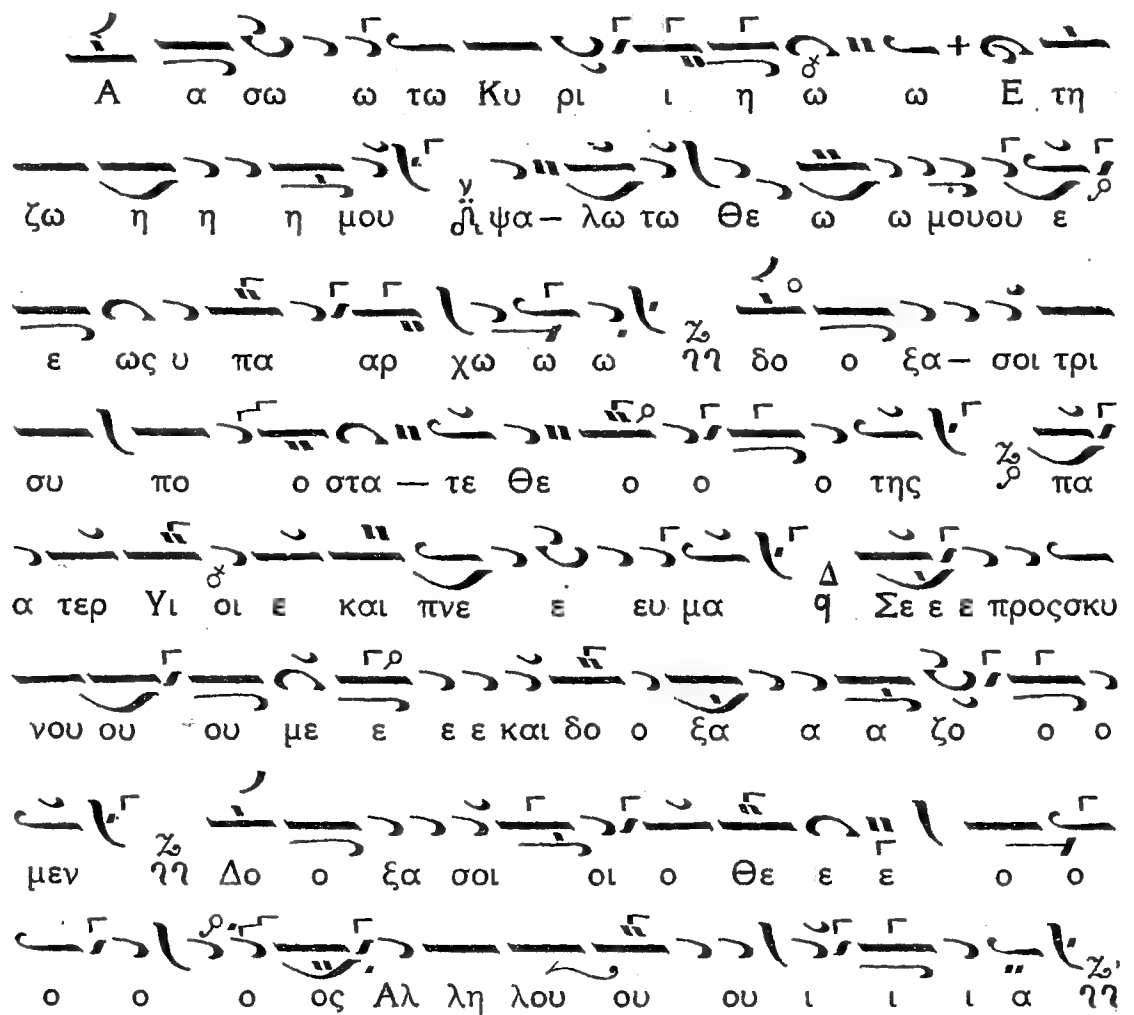 Α α σω ω τω Κυ ρι ι η ω ω Ε τη
ζω η η η μου ψα — λω τω Θε ω ω μουου ε
ε ως υ πα αρ χω ω ω δο ο ξα — σοι τρι
συ πο ο στα — τε Θε ο ο ο της πα
α τερ Υι οι ε και πνε ε ευ μα Δ Σε ε ε προςσκυ
νου ου ου με ε ε ε και δο ο ξα α α ζο ο ο
μεν Δο ο ξα σοι οι ο Θε ε ε ο ο
ο ο ο ος Αλ λη λου ου ου ι ι ι α